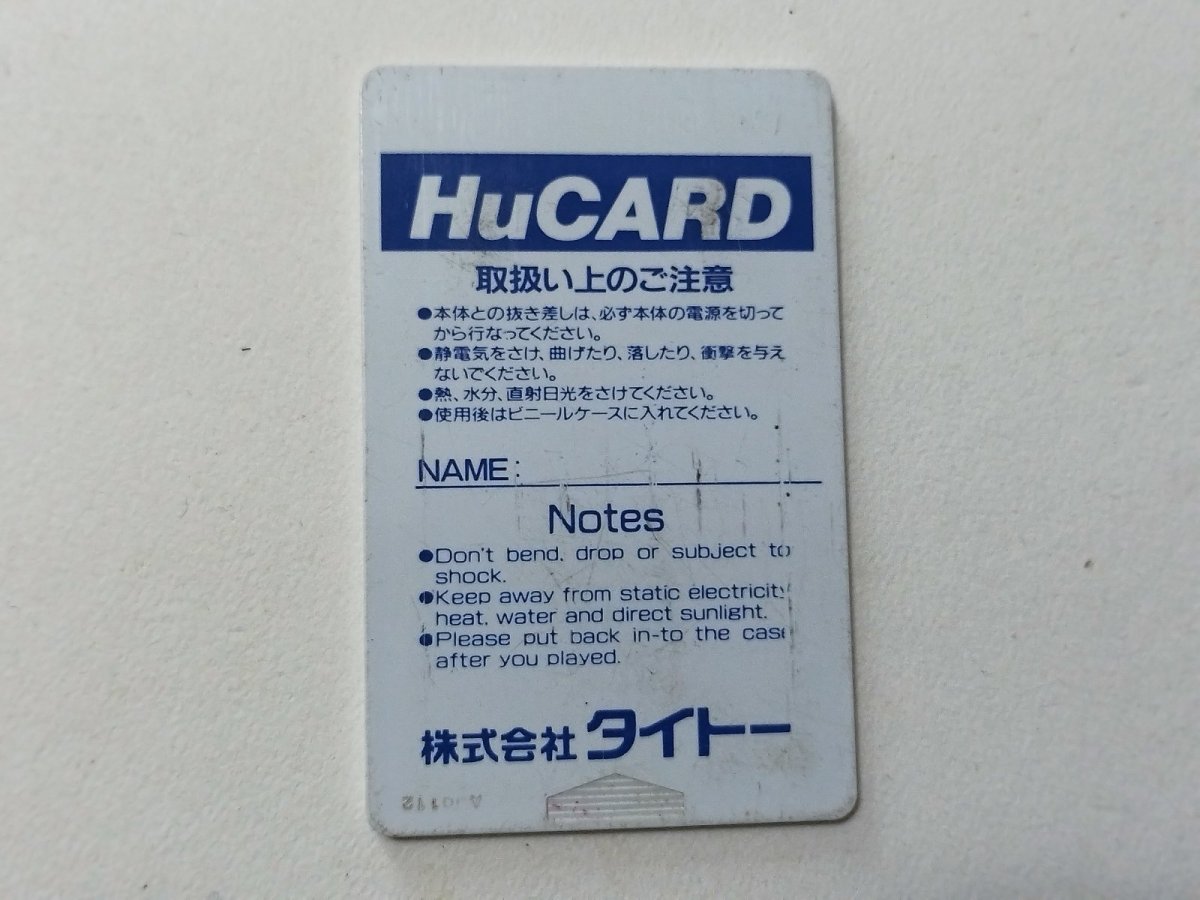 HuCARD
取扱い上のご注意
●本体との抜き差しは、必ず本体の電源を切って
から行なってください。
●静電気をさけ、曲げたり、落したり、衝撃を与え
ないでください。
●熱、水分、直射日光をさけてください。
●使用後はビニールケースに入れてください。
NAME:
Notes
●Don't bend, drop or subject to
shock.
●Keep away from static electricity
heat, water and direct sunlight.
●Please put back in-to the case
after you played.
株式会社 タイトー